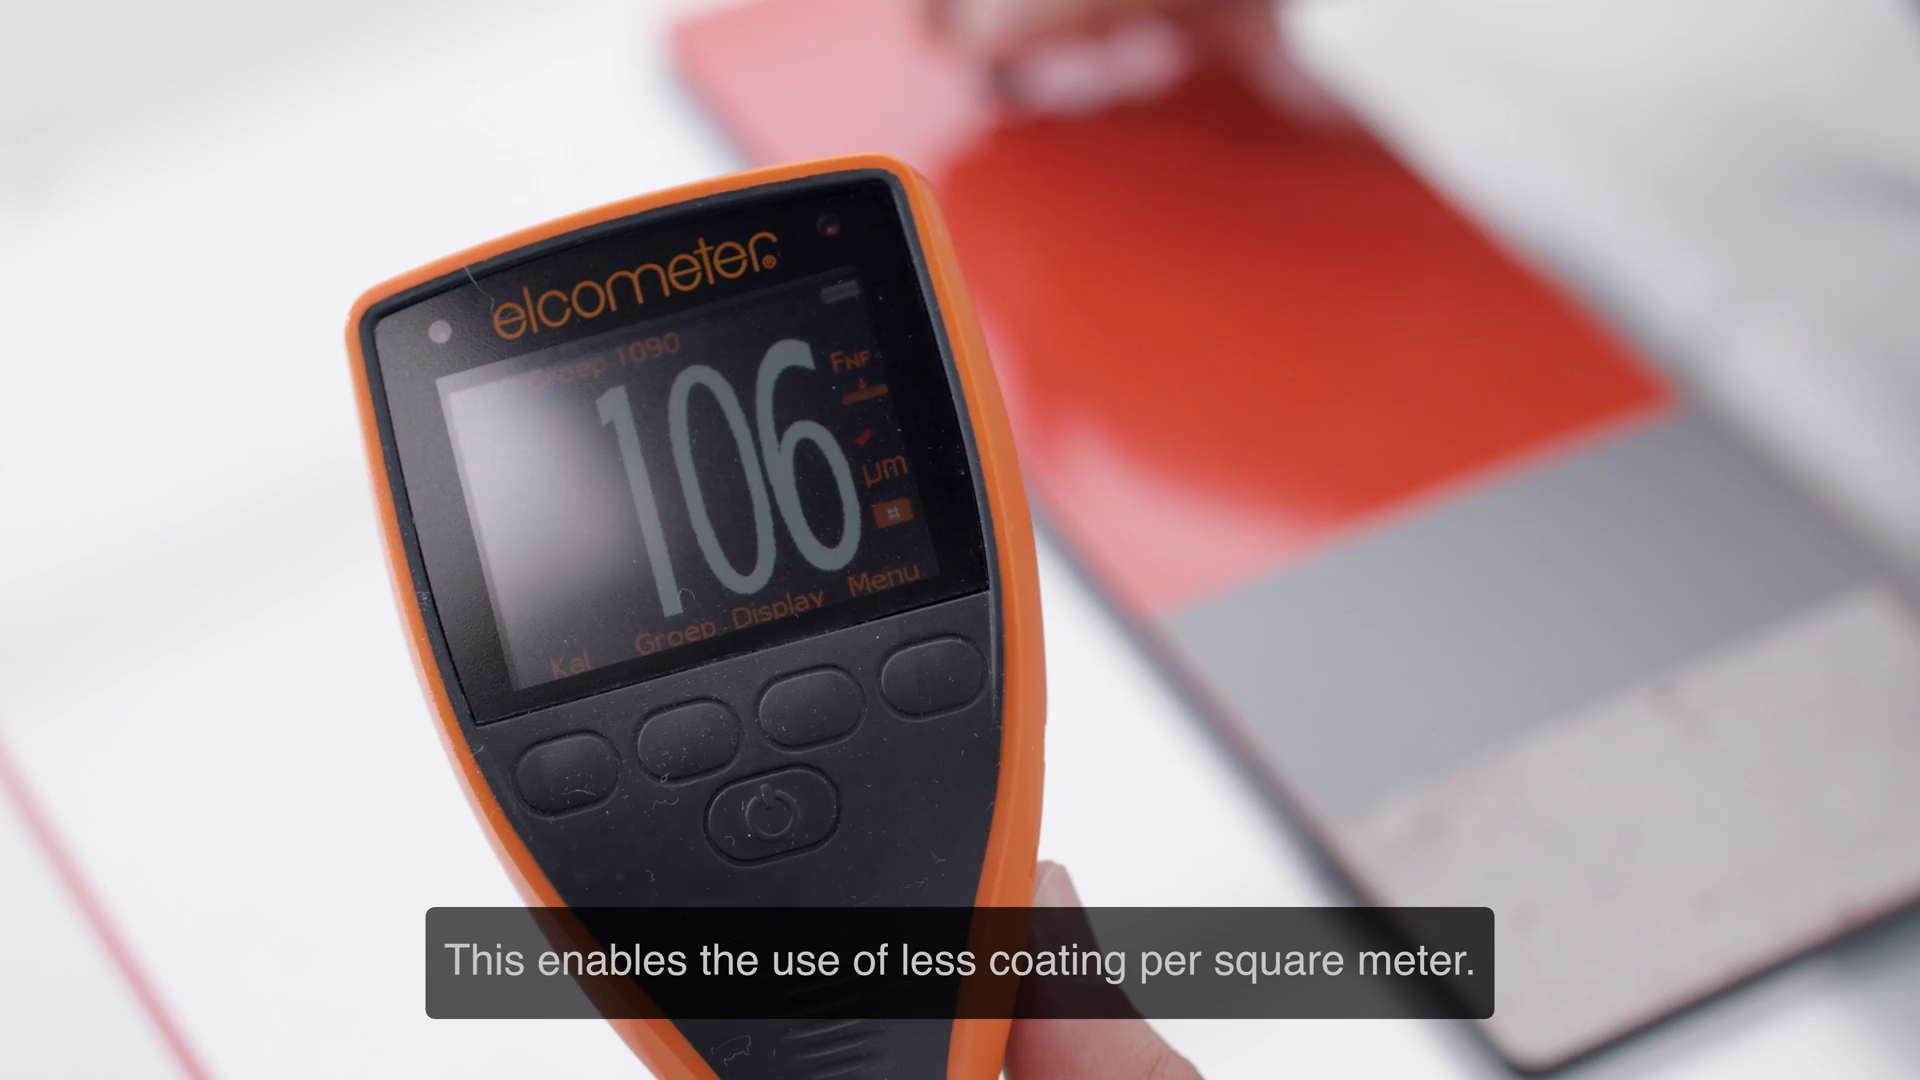 elcometer®
Groep 1090
106
FNF
µm
Kal Groep Display Menu
This enables the use of less coating per square meter.